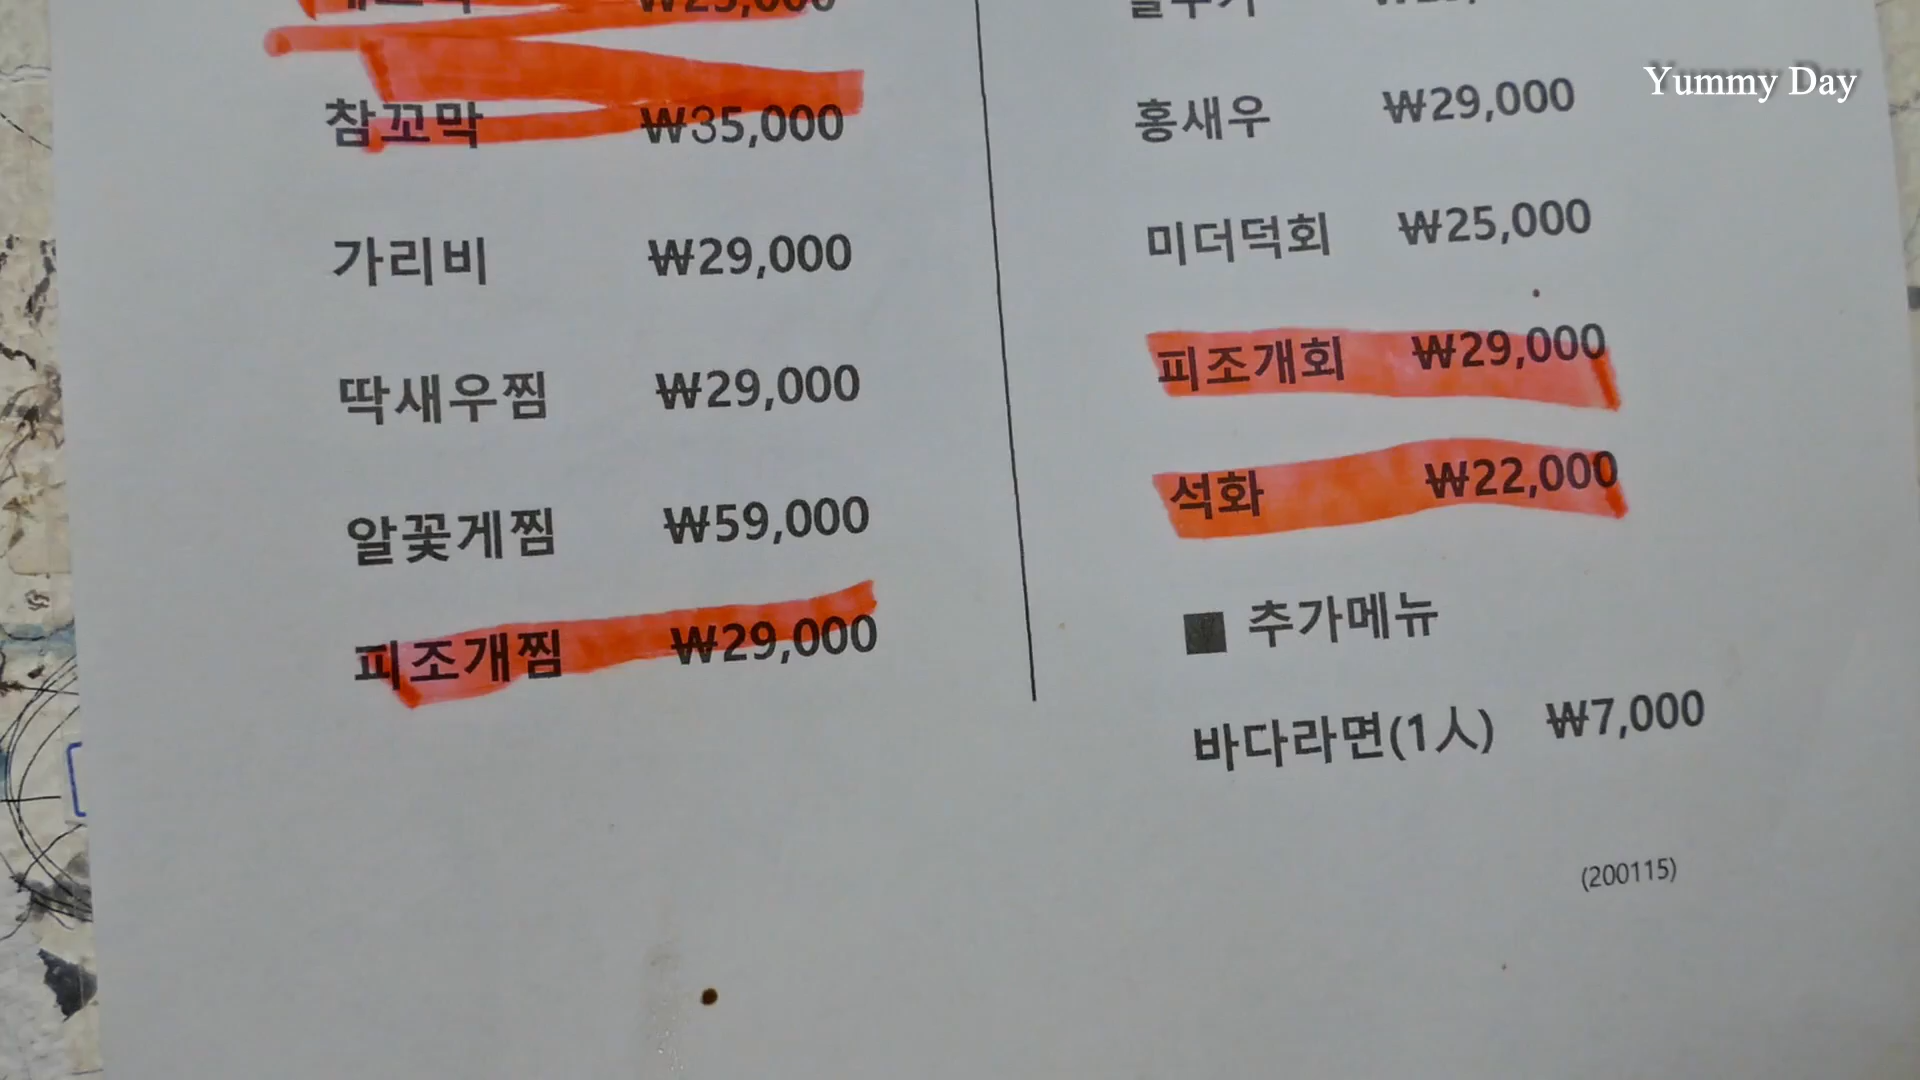 ₩25,000
참꼬막 ₩35,000
가리비 ₩29,000
딱새우찜 ₩29,000
알꽃게찜 ₩59,000
피조개찜 ₩29,000
Yummy Day
홍새우 ₩29,000
미더덕회 ₩25,000
피조개회 ₩29,000
석화 ₩22,000
■ 추가메뉴
바다라면(1人) ₩7,000
(200115)